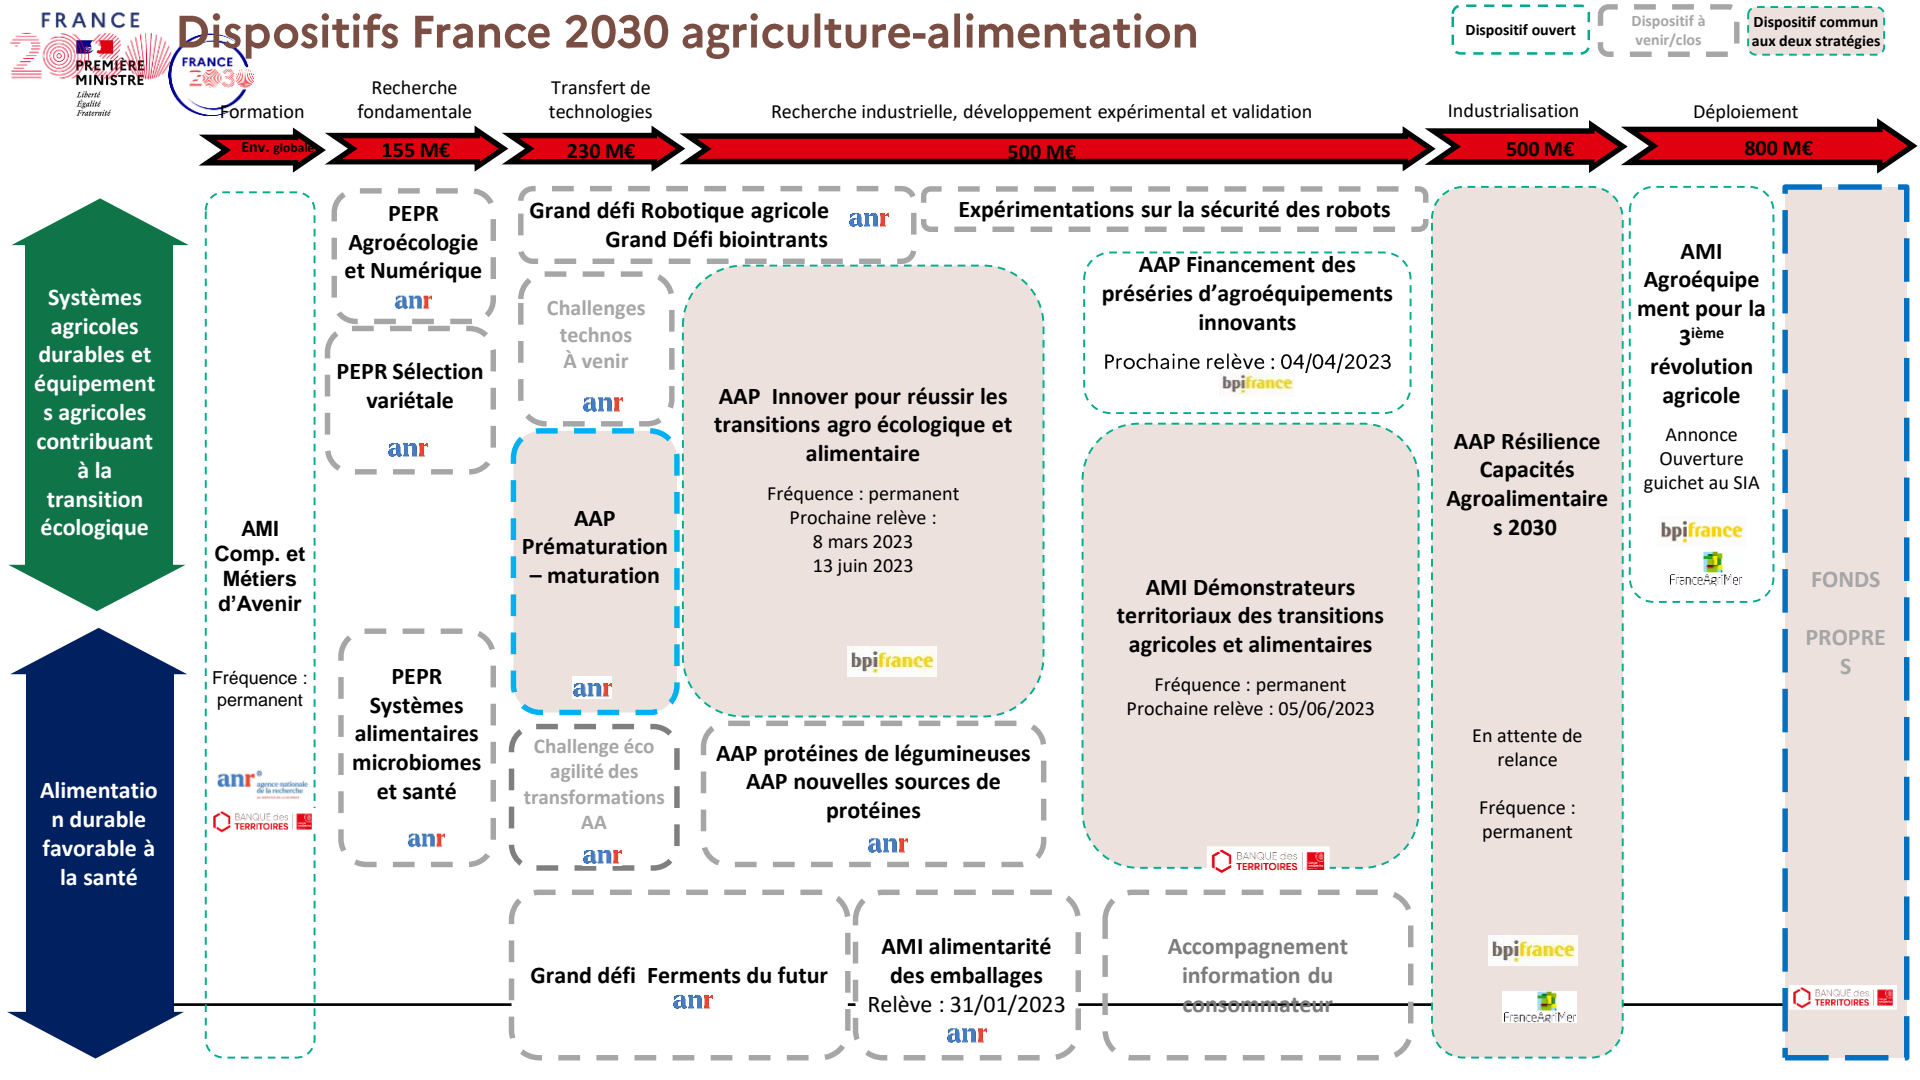 FRANCE
2030
PREMIÈRE
MINISTRE
Liberté
Égalité
Fraternité
FRANCE
2030
Dispositifs France 2030 agriculture-alimentation
Dispositif ouvert
Dispositif à
venir/clos
Dispositif commun
aux deux stratégies
Formation
Recherche
fondamentale
Transfert de
technologies
Recherche industrielle, développement expérimental et validation
Industrialisation
Déploiement
Env. globale
155 M€
230 M€
500 M€
500 M€
800 M€
Systèmes
agricoles
durables et
équipement
s agricoles
contribuant
à la
transition
écologique
Alimentatio
n durable
favorable à
la santé
AMI
Comp. et
Métiers
d’Avenir
Fréquence :
permanent
anr agence nationale
de la recherche
BANQUE des
TERRITOIRES
PEPR
Agroécologie
et Numérique
anr
PEPR Sélection
variétale
anr
PEPR
Systèmes
alimentaires
microbiomes
et santé
anr
Grand défi Robotique agricole
Grand Défi biointrants
anr
Expérimentations sur la sécurité des robots
Challenges
technos
À venir
anr
AAP
Prématuration
– maturation
anr
Challenge éco
agilité des
transformations
AA
anr
AAP Innover pour réussir les
transitions agro écologique et
alimentaire
Fréquence : permanent
Prochaine relève :
8 mars 2023
13 juin 2023
bpifrance
AAP protéines de légumineuses
AAP nouvelles sources de
protéines
anr
AAP Financement des
préséries d’agroéquipements
innovants
Prochaine relève : 04/04/2023
bpifrance
AMI Démonstrateurs
territoriaux des transitions
agricoles et alimentaires
Fréquence : permanent
Prochaine relève : 05/06/2023
BANQUE des
TERRITOIRES
Grand défi Ferments du futur
anr
AMI alimentarité
des emballages
Relève : 31/01/2023
anr
Accompagnement
information du
consommateur
AAP Résilience
Capacités
Agroalimentaire
s 2030
En attente de
relance
Fréquence :
permanent
bpifrance
FranceAgriMer
AMI
Agroéquipe
ment pour la
3ième
révolution
agricole
Annonce
Ouverture
guichet au SIA
bpifrance
FranceAgriMer
FONDS
PROPRE
S
BANQUE des
TERRITOIRES